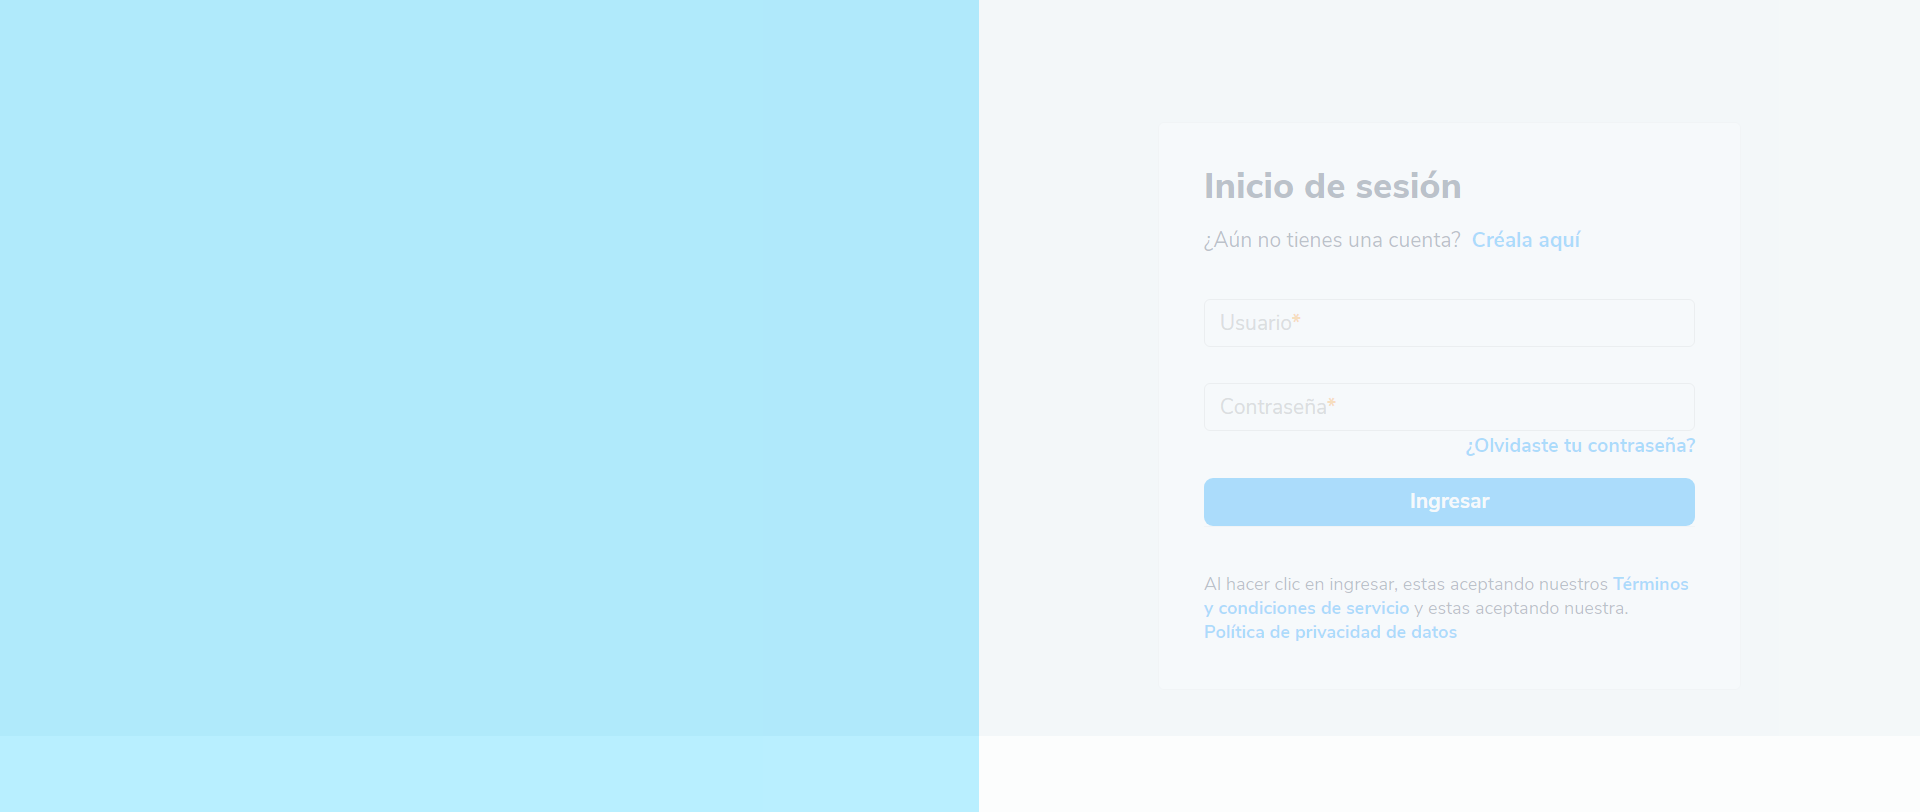 Inicio de sesión
¿Aún no tienes una cuenta? Créala aquí
Usuario*
Contraseña*
¿Olvidaste tu contraseña?
Ingresar
Al hacer clic en ingresar, estas aceptando nuestros Términos
y condiciones de servicio y estas aceptando nuestra.
Política de privacidad de datos